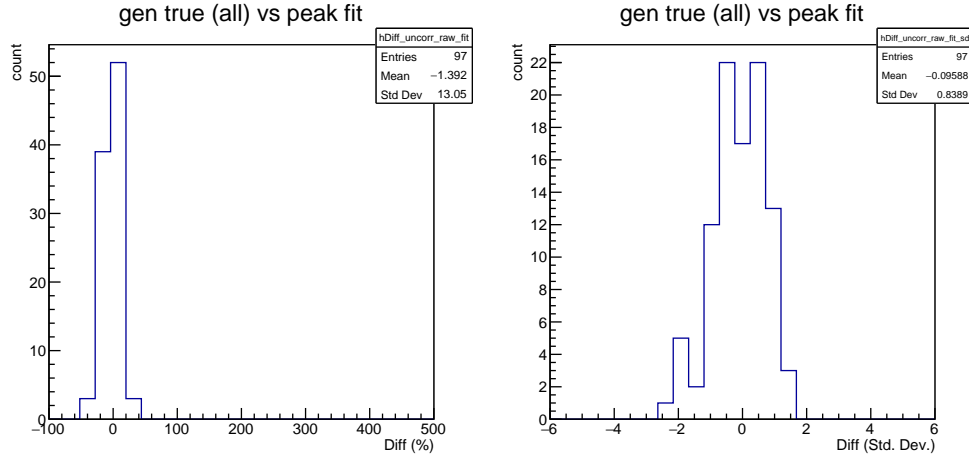 gen true (all) vs peak fit
hDiff_uncorr_raw_fit
Entries 97
Mean −1.392
Std Dev 13.05
count
50
40
30
20
10
0
−100 0 100 200 300 400 500
Diff (%)
gen true (all) vs peak fit
hDiff_uncorr_raw_fit_sd
Entries 97
Mean −0.09588
Std Dev 0.8389
count
22
20
18
16
14
12
10
8
6
4
2
0
−6 −4 −2 0 2 4 6
Diff (Std. Dev.)